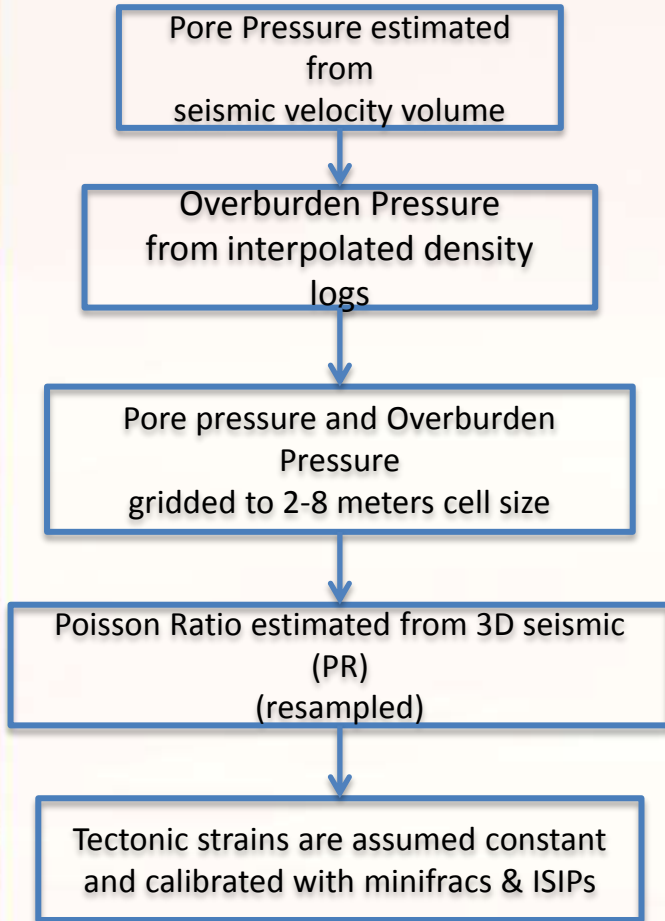 Pore Pressure estimated
from
seismic velocity volume
Overburden Pressure
from interpolated density
logs
Pore pressure and Overburden
Pressure
gridded to 2-8 meters cell size
Poisson Ratio estimated from 3D seismic
(PR)
(resampled)
Tectonic strains are assumed constant
and calibrated with minifracs & ISIPs